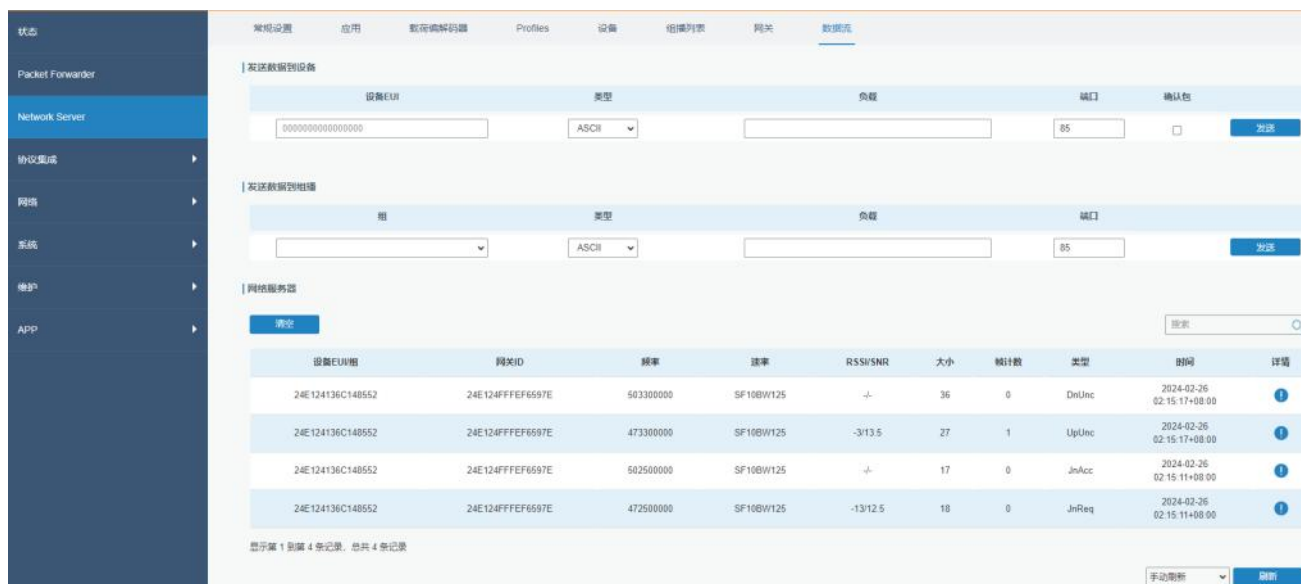 状态
Packet Forwarder
Network Server
协议集成
网络
系统
维护
APP
常规设置 应用 载荷编解码器 Profiles 设备 组播列表 网关 数据流
发送数据到设备
设备EUI 类型 负载 端口 确认包
0000000000000000 ASCII 85 发送
发送数据到组播
组 类型 负载 端口
ASCII 85 发送
网络服务器
清空 搜索
设备EUI/组 网关ID 频率 速率 RSSI/SNR 大小 帧计数 类型 时间 详情
24E124136C148552 24E124FFFEF6597E 503300000 SF10BW125 -/- 36 0 DnUnc 2024-02-26 02:15:17+08:00
24E124136C148552 24E124FFFEF6597E 473300000 SF10BW125 -3/13.5 27 1 UpUnc 2024-02-26 02:15:17+08:00
24E124136C148552 24E124FFFEF6597E 502500000 SF10BW125 -/- 17 0 JnAcc 2024-02-26 02:15:11+08:00
24E124136C148552 24E124FFFEF6597E 472500000 SF10BW125 -13/12.5 18 0 JnReq 2024-02-26 02:15:11+08:00
显示第 1 到第 4 条记录，总共 4 条记录
手动刷新 刷新